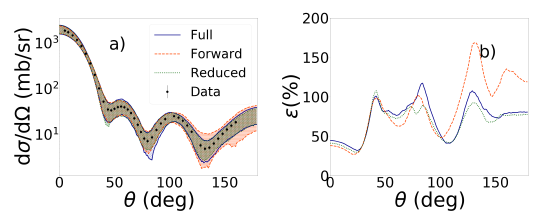 a)
Full
Forward
Reduced
Data
10³
10²
10¹
dσ/dΩ (mb/sr)
0 50 100 150
θ (deg)
b)
200
150
100
50
0
ε(%)
0 50 100 150
θ (deg)